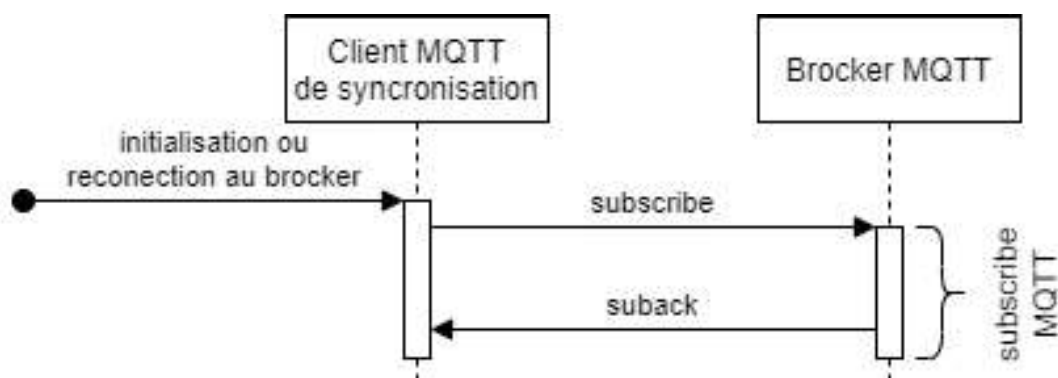 Client MQTT
de syncronisation
Brocker MQTT
initialisation ou
reconection au brocker
subscribe
suback
subscribe
MQTT